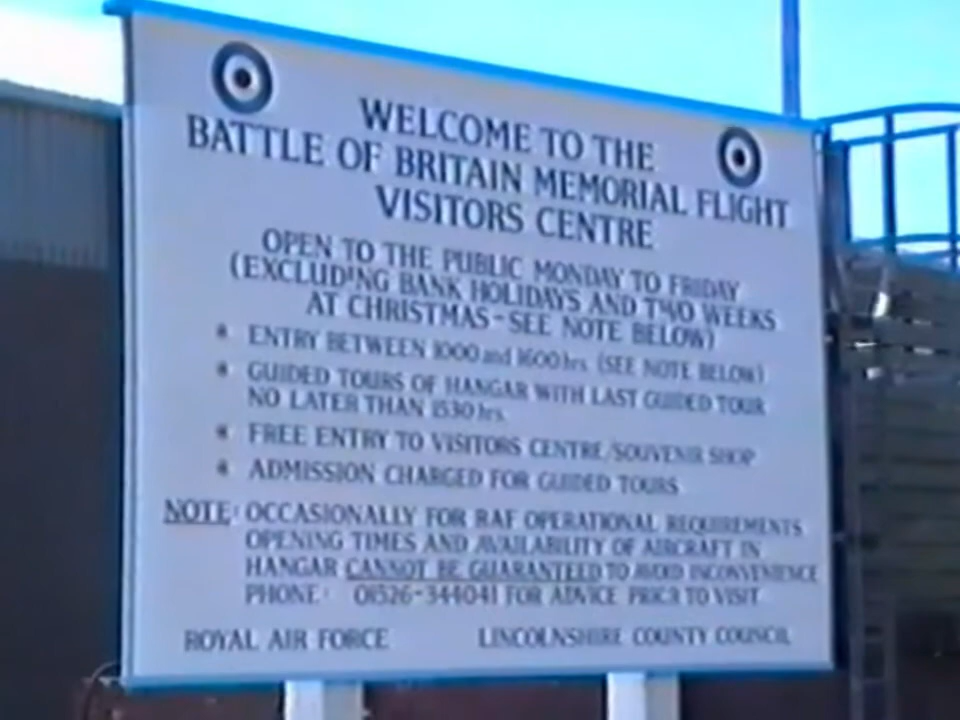 WELCOME TO THE
BATTLE OF BRITAIN MEMORIAL FLIGHT
VISITORS CENTRE
OPEN TO THE PUBLIC MONDAY TO FRIDAY
(EXCLUDING BANK HOLIDAYS AND TWO WEEKS
AT CHRISTMAS - SEE NOTE BELOW)
* ENTRY BETWEEN 1000 and 1600 hrs. (SEE NOTE BELOW)
* GUIDED TOURS OF HANGAR WITH LAST GUIDED TOUR
NO LATER THAN 1530 hrs.
* FREE ENTRY TO VISITORS CENTRE/SOUVENIR SHOP
* ADMISSION CHARGED FOR GUIDED TOURS
NOTE: OCCASIONALLY FOR RAF OPERATIONAL REQUIREMENTS
OPENING TIMES AND AVAILABILITY OF AIRCRAFT IN
HANGAR CANNOT BE GUARANTEED TO AVOID INCONVENIENCE
PHONE: 01526-344041 FOR ADVICE PRIOR TO VISIT
ROYAL AIR FORCE LINCOLNSHIRE COUNTY COUNCIL